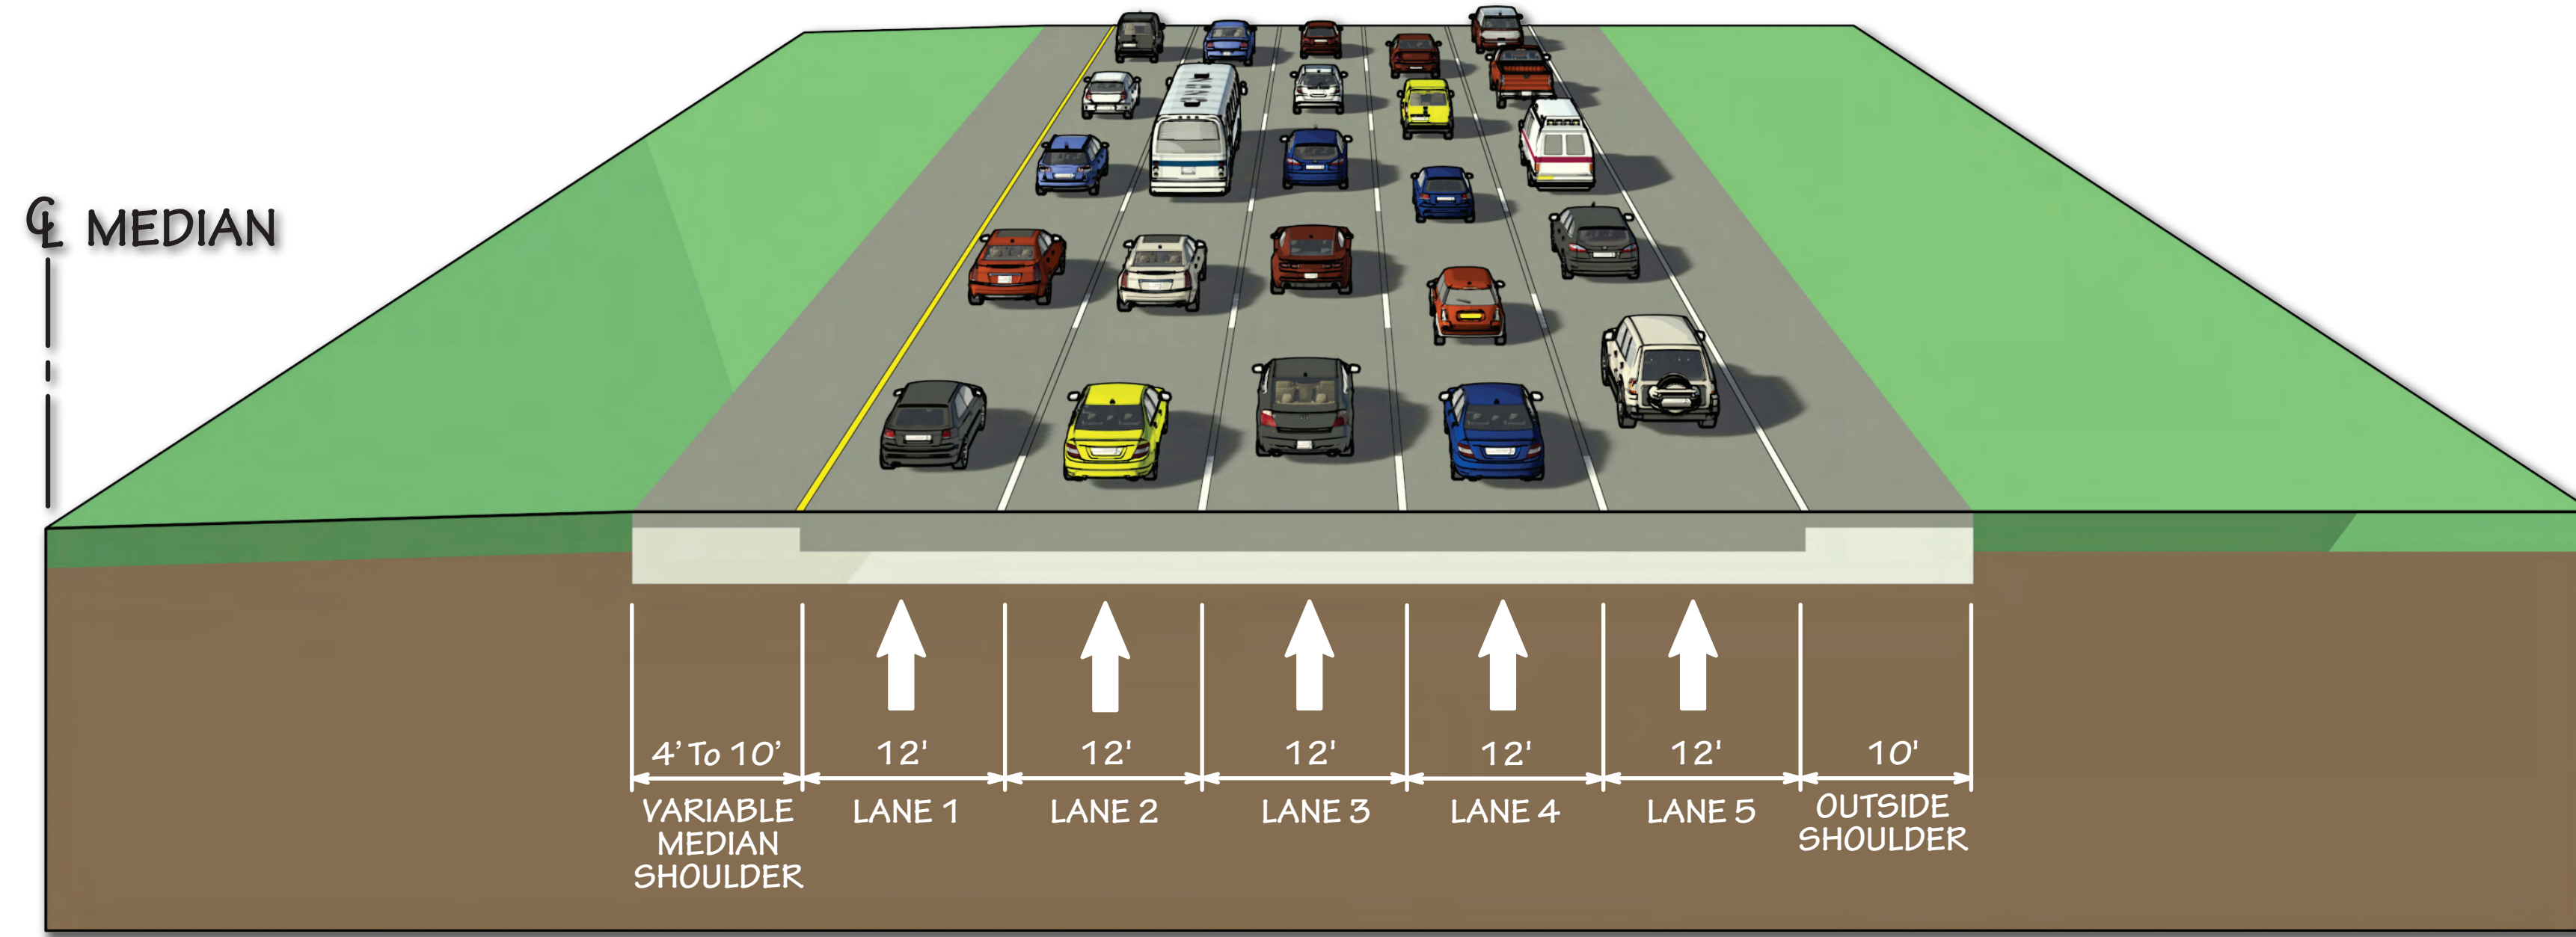 ℄ MEDIAN
4' To 10'
12'
12'
12'
12'
12'
10'
VARIABLE
MEDIAN
SHOULDER
LANE 1
LANE 2
LANE 3
LANE 4
LANE 5
OUTSIDE
SHOULDER